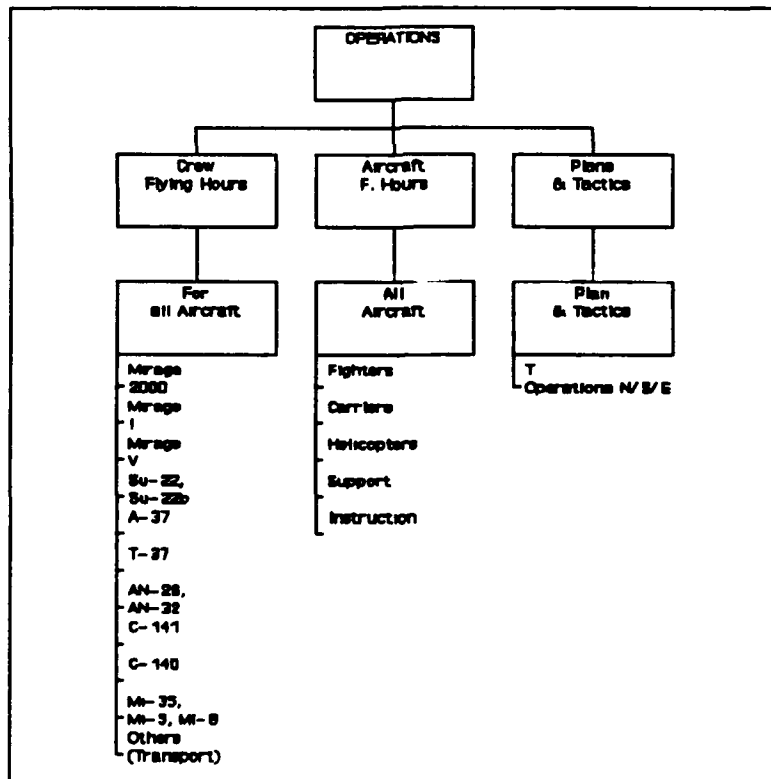 OPERATIONS
Crew
Flying Hours
Aircraft
F. Hours
Plans
& Tactics
For
all Aircraft
All
Aircraft
Plan
& Tactics
Mirage
2000
Mirage
I
Mirage
V
Su-22,
Su-22b
A-37
T-37
AN-26,
AN-32
C-141
C-140
Mi-35,
Mi-3, Mi-8
Others
(Transport)
Fighters
Carriers
Helicopters
Support
Instruction
T
Operations N/S/E